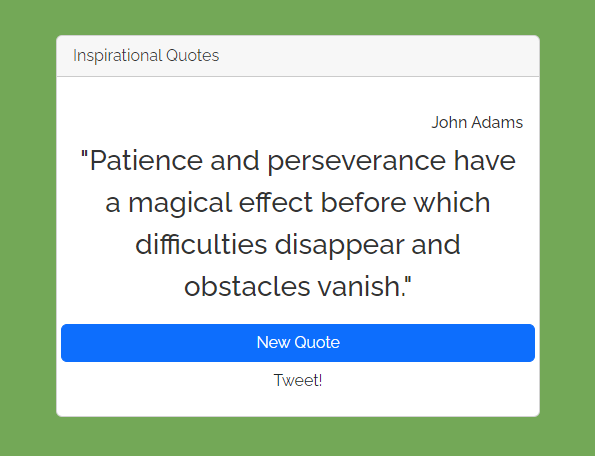 Inspirational Quotes
John Adams
"Patience and perseverance have
a magical effect before which
difficulties disappear and
obstacles vanish."
New Quote
Tweet!